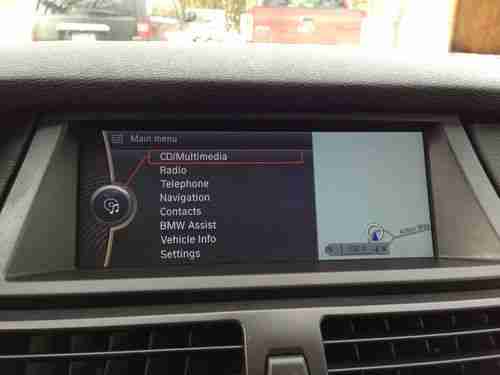 Main menu
CD/Multimedia
Radio
Telephone
Navigation
Contacts
BMW Assist
Vehicle Info
Settings